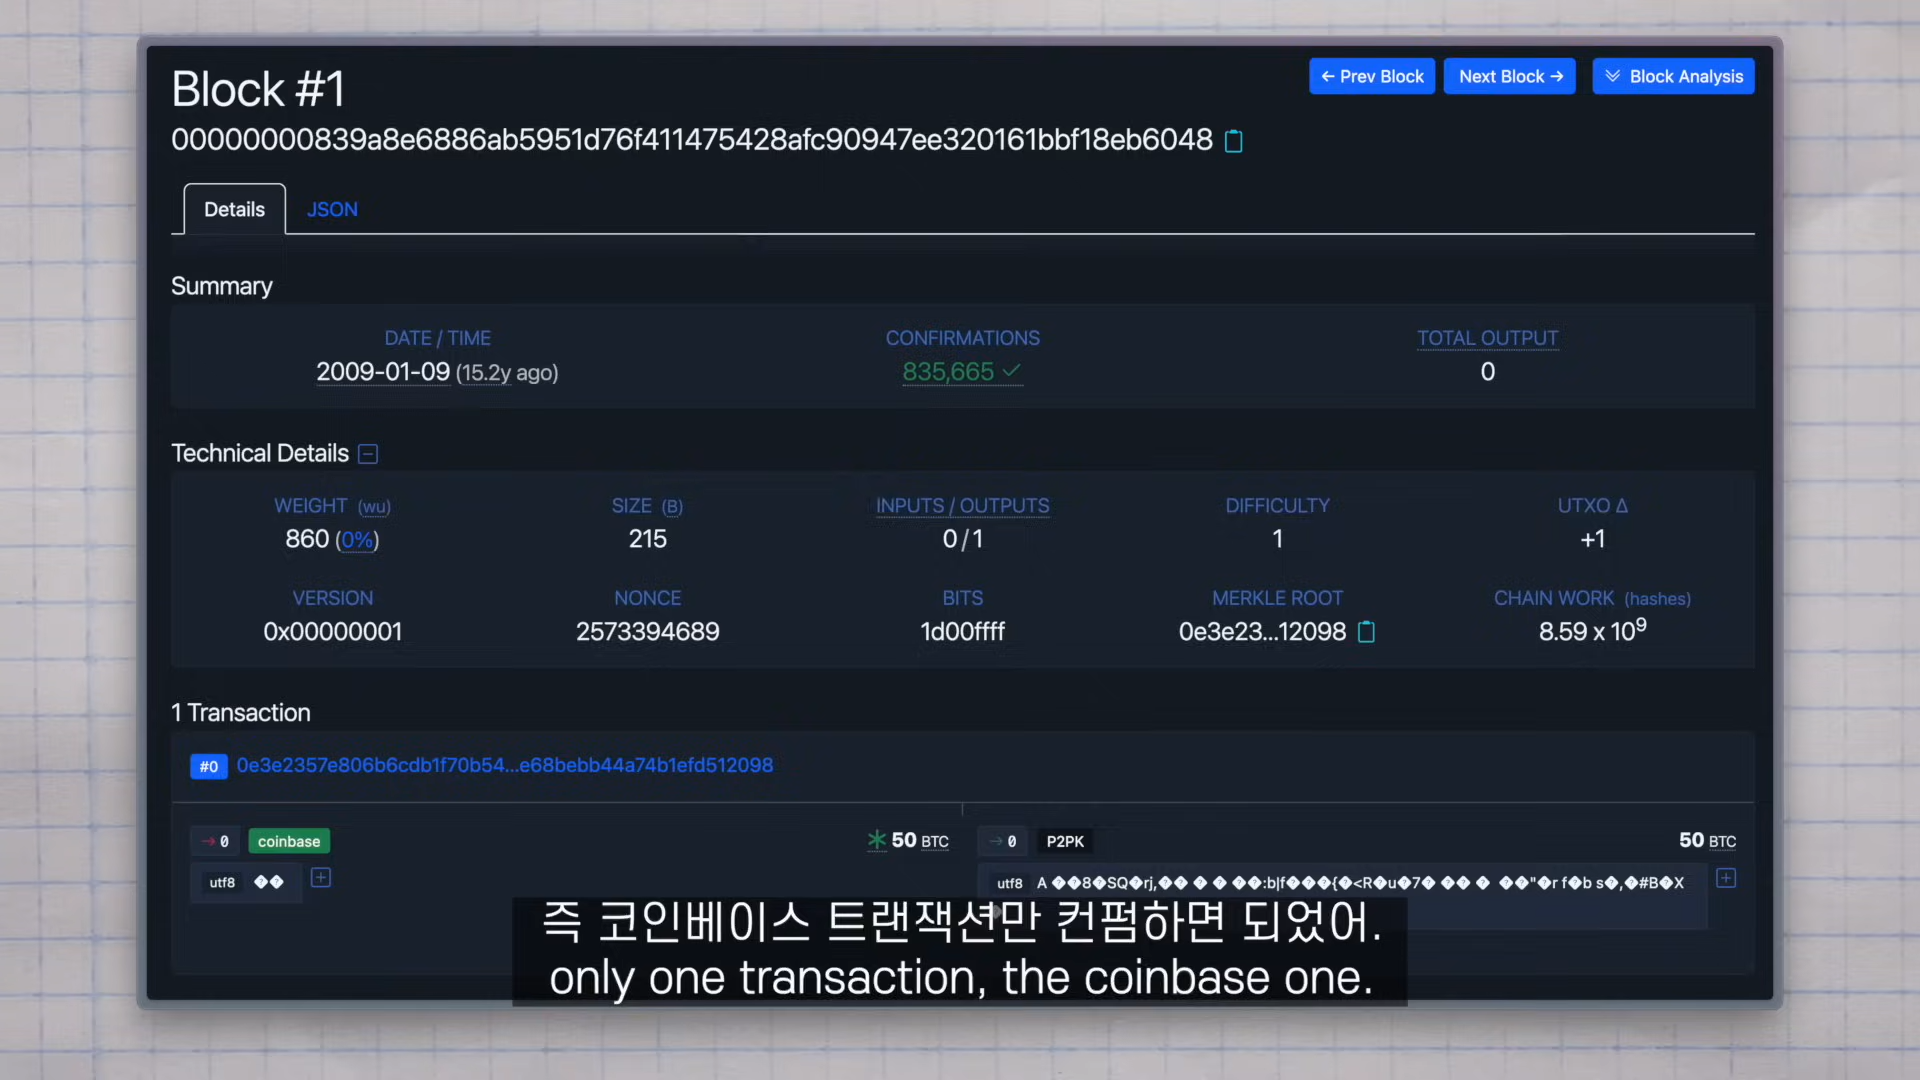 Block #1
← Prev Block
Next Block →
Block Analysis
00000000839a8e6886ab5951d76f411475428afc90947ee320161bbf18eb6048
Details
JSON
Summary
DATE / TIME
CONFIRMATIONS
TOTAL OUTPUT
2009-01-09 (15.2y ago)
835,665 ✓
0
Technical Details
WEIGHT (wu)
SIZE (B)
INPUTS / OUTPUTS
DIFFICULTY
UTXO Δ
860 (0%)
215
0 / 1
1
+1
VERSION
NONCE
BITS
MERKLE ROOT
CHAIN WORK (hashes)
0x00000001
2573394689
1d00ffff
0e3e23...12098
8.59 x 10⁹
1 Transaction
#0 0e3e2357e806b6cdb1f70b54...e68bebb44a74b1efd512098
→ 0 coinbase
50 BTC
→ 0 P2PK
50 BTC
utf8 ��
utf8 A ��8�SQ�rj,�� � � � ��:b|f���{�<R�u�7� �� � � ��"�r f�b s�,�#B�X
즉 코인베이스 트랜잭션만 컨펌하면 되었어.
only one transaction, the coinbase one.